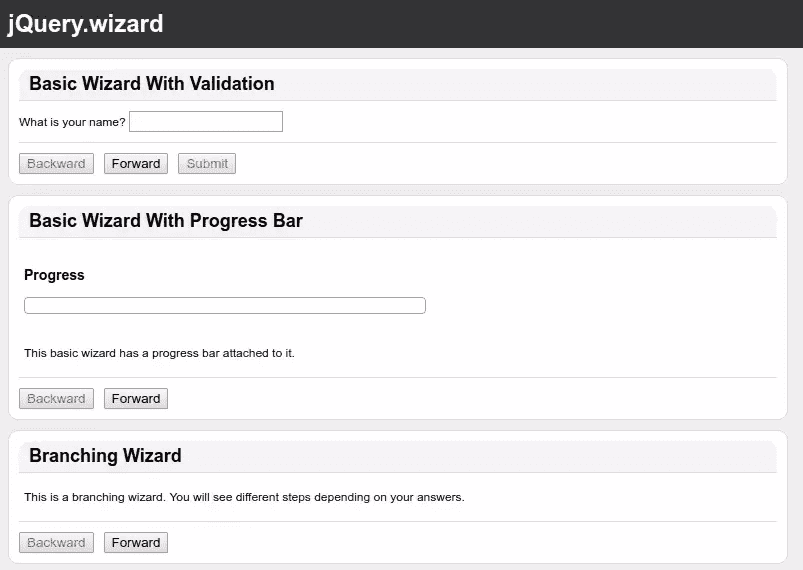 jQuery.wizard
Basic Wizard With Validation
What is your name?
Backward Forward Submit
Basic Wizard With Progress Bar
Progress
This basic wizard has a progress bar attached to it.
Backward Forward
Branching Wizard
This is a branching wizard. You will see different steps depending on your answers.
Backward Forward